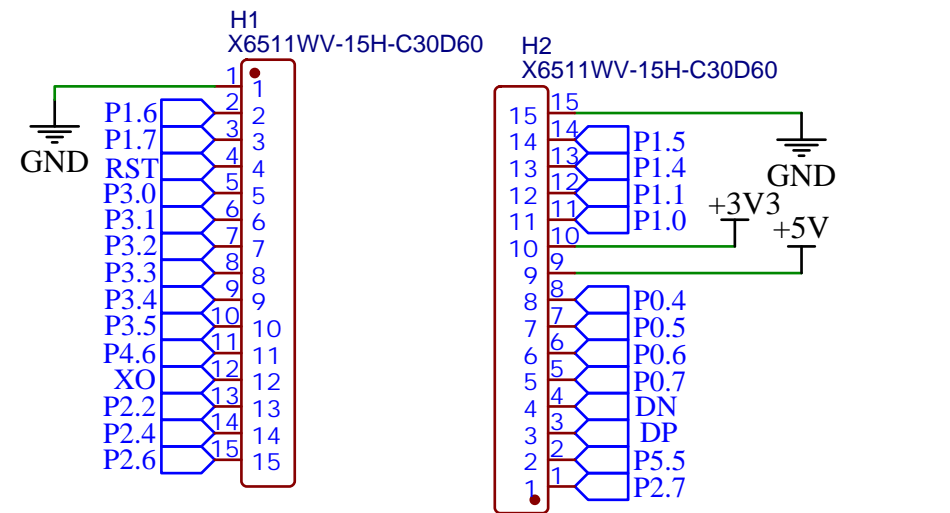 H1
X6511WV-15H-C30D60
1 1
GND
P1.6 2 2
P1.7 3 3
RST 4 4
P3.0 5 5
P3.1 6 6
P3.2 7 7
P3.3 8 8
P3.4 9 9
P3.5 10 10
P4.6 11 11
XO 12 12
P2.2 13 13
P2.4 14 14
P2.6 15 15
H2
X6511WV-15H-C30D60
15 15
GND
14 14 P1.5
13 13 P1.4
12 12 P1.1
11 11 P1.0
10 10 +3V3
9 9 +5V
8 8 P0.4
7 7 P0.5
6 6 P0.6
5 5 P0.7
4 4 DN
3 3 DP
2 2 P5.5
1 1 P2.7